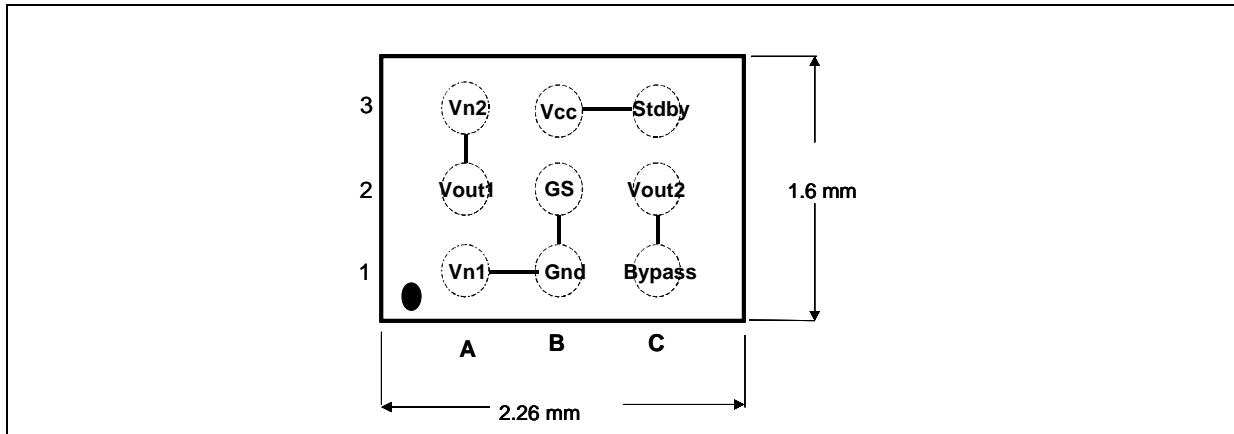 3 Vn2 Vcc Stdby
2 Vout1 GS Vout2
1.6 mm
1 Vn1 Gnd Bypass
A B C
2.26 mm